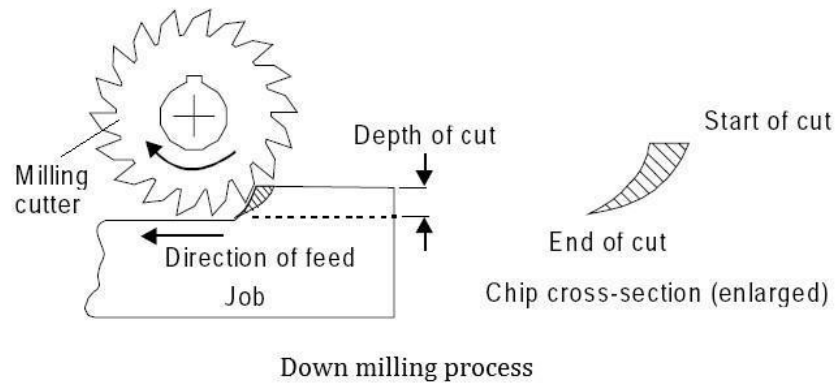 Milling
cutter
Depth of cut
Direction of feed
Job
Start of cut
End of cut
Chip cross-section (enlarged)
Down milling process